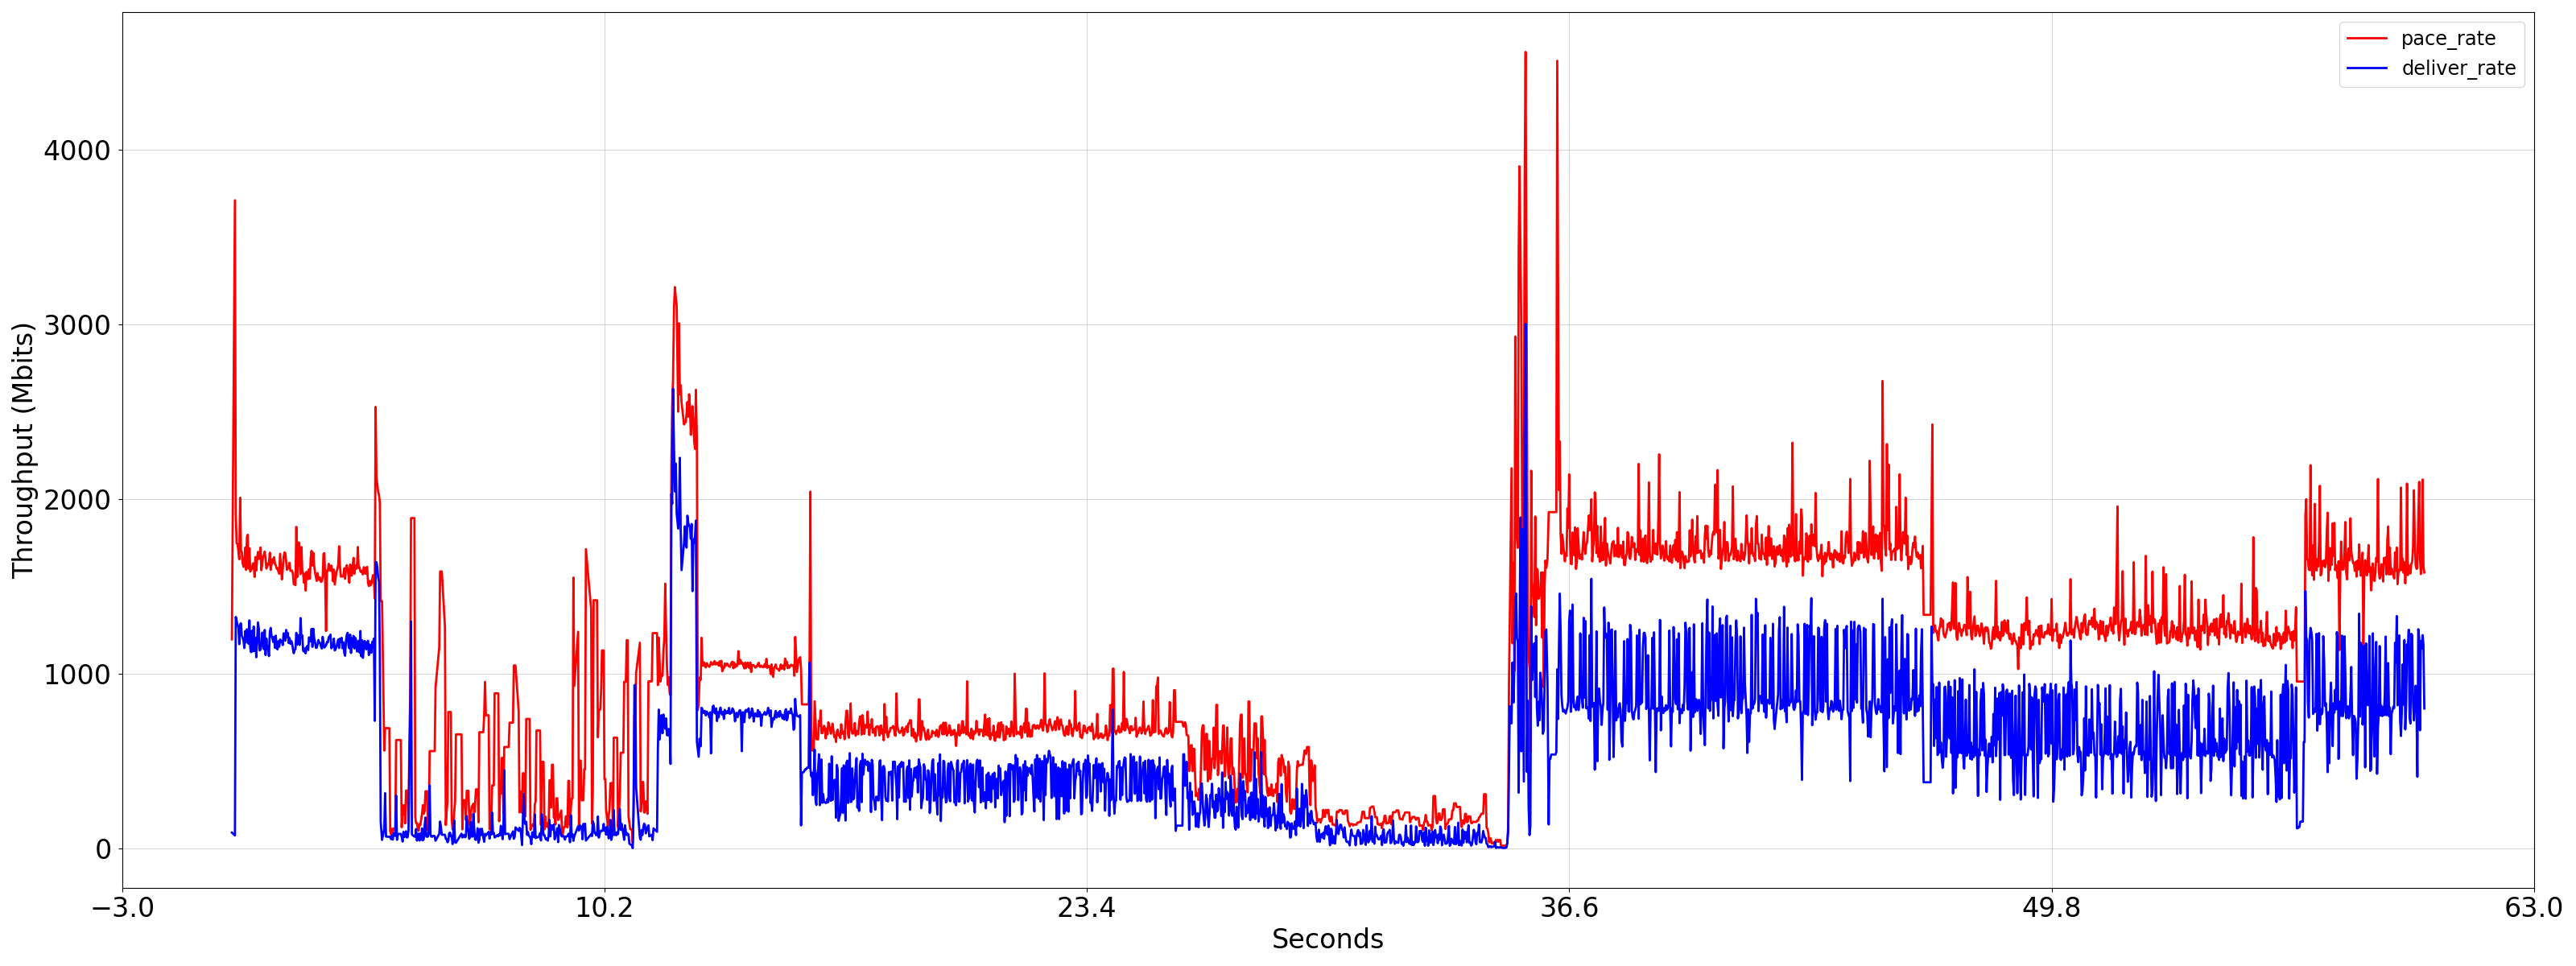 pace_rate
deliver_rate
Throughput (Mbits)
4000
3000
2000
1000
0
−3.0 10.2 23.4 36.6 49.8 63.0
Seconds